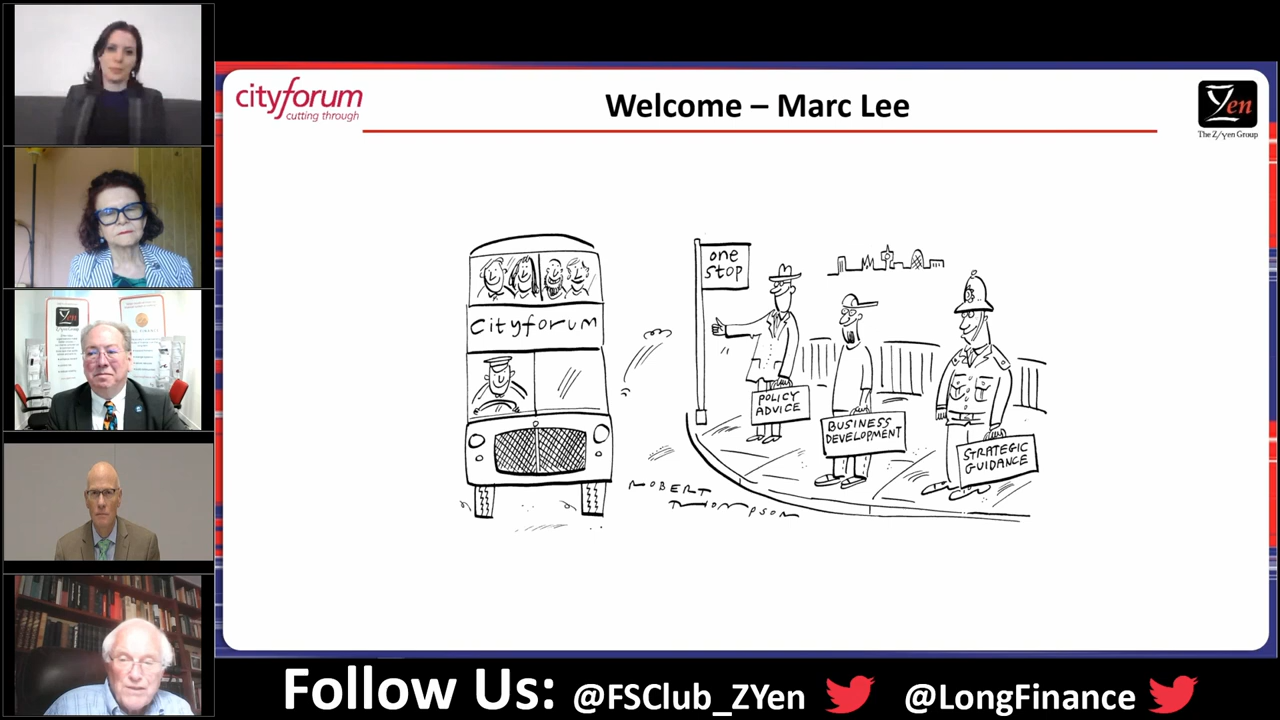 cityforum
cutting through
Welcome – Marc Lee
Zen
The Z/yen Group
one
stop
cityforum
POLICY
ADVICE
BUSINESS
DEVELOPMENT
STRATEGIC
GUIDANCE
ROBERT
THOMPSON
Follow Us: @FSClub_ZYen @LongFinance